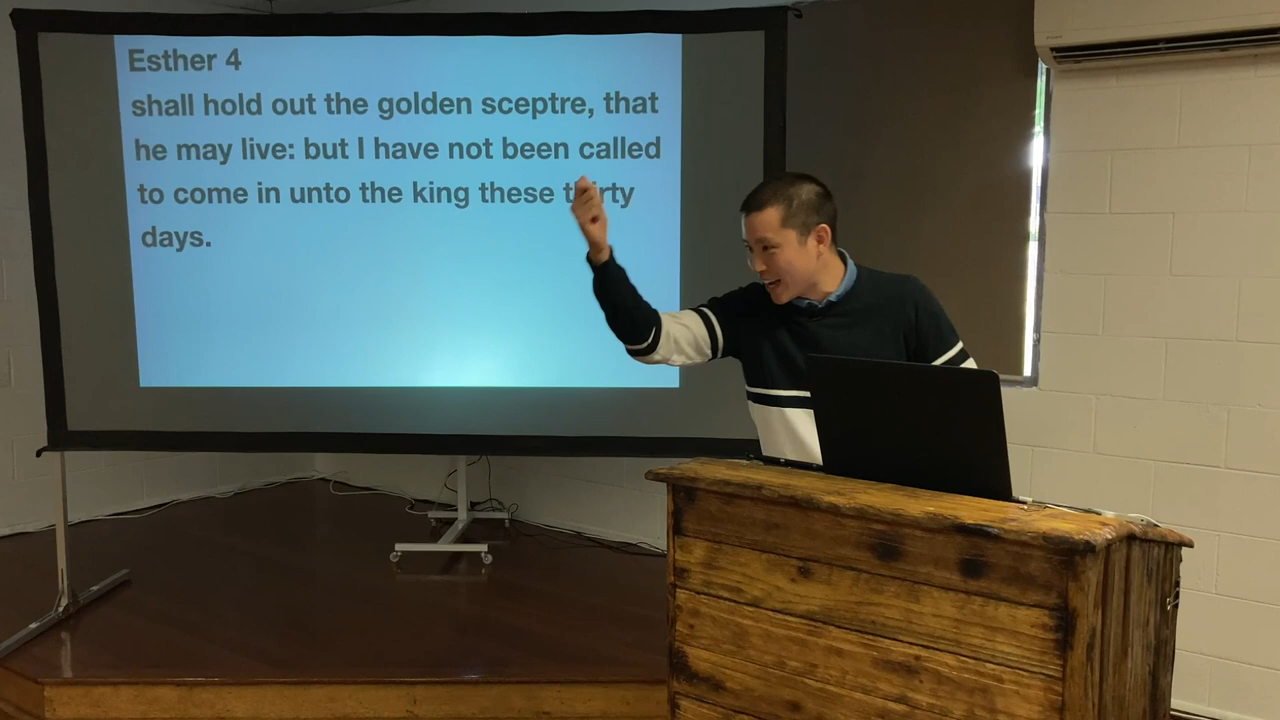 Esther 4
shall hold out the golden sceptre, that
he may live: but I have not been called
to come in unto the king these thirty
days.